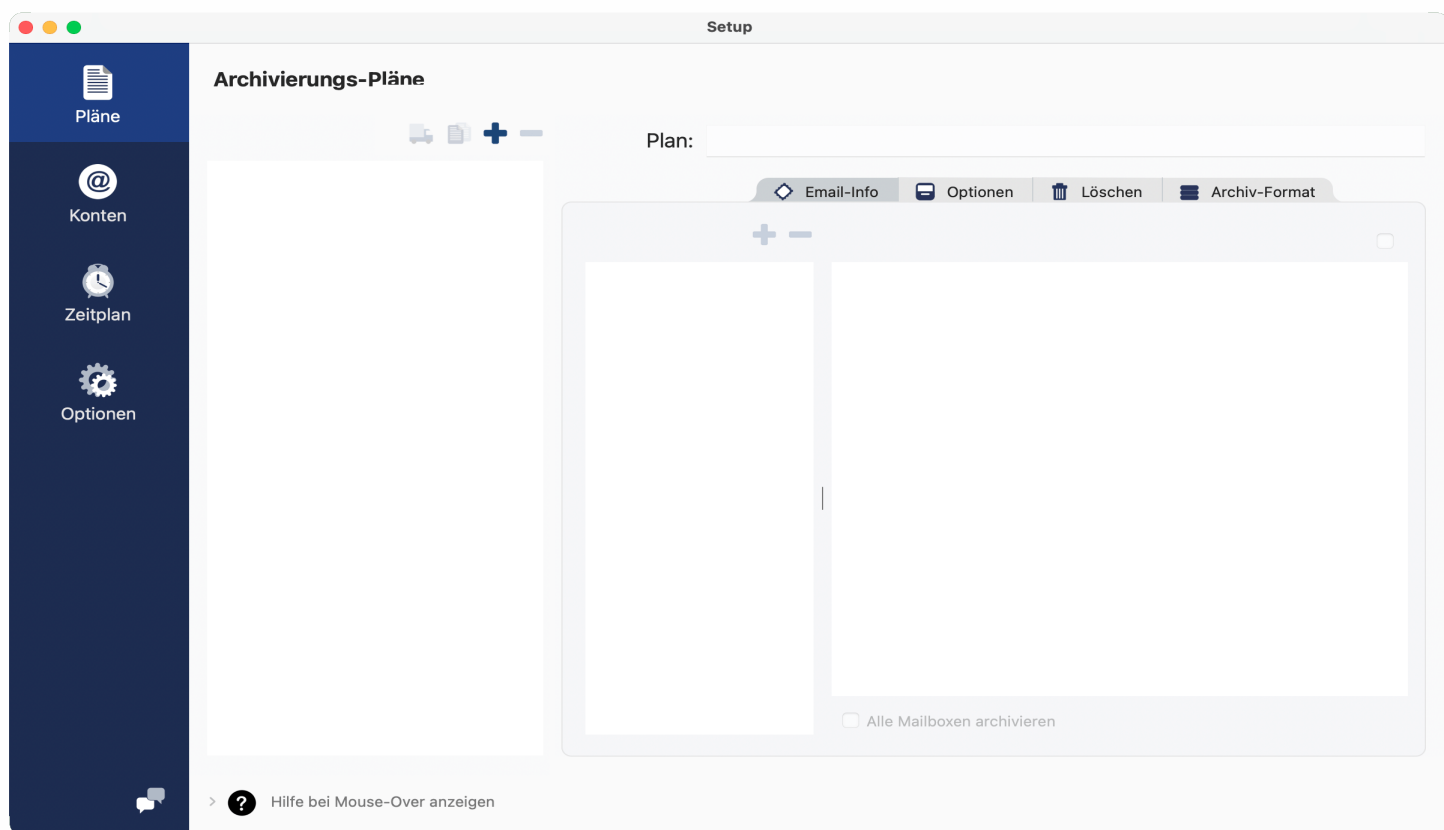 Setup
Pläne
Konten
Zeitplan
Optionen
Archivierungs-Pläne
Plan:
Email-Info Optionen Löschen Archiv-Format
Alle Mailboxen archivieren
Hilfe bei Mouse-Over anzeigen